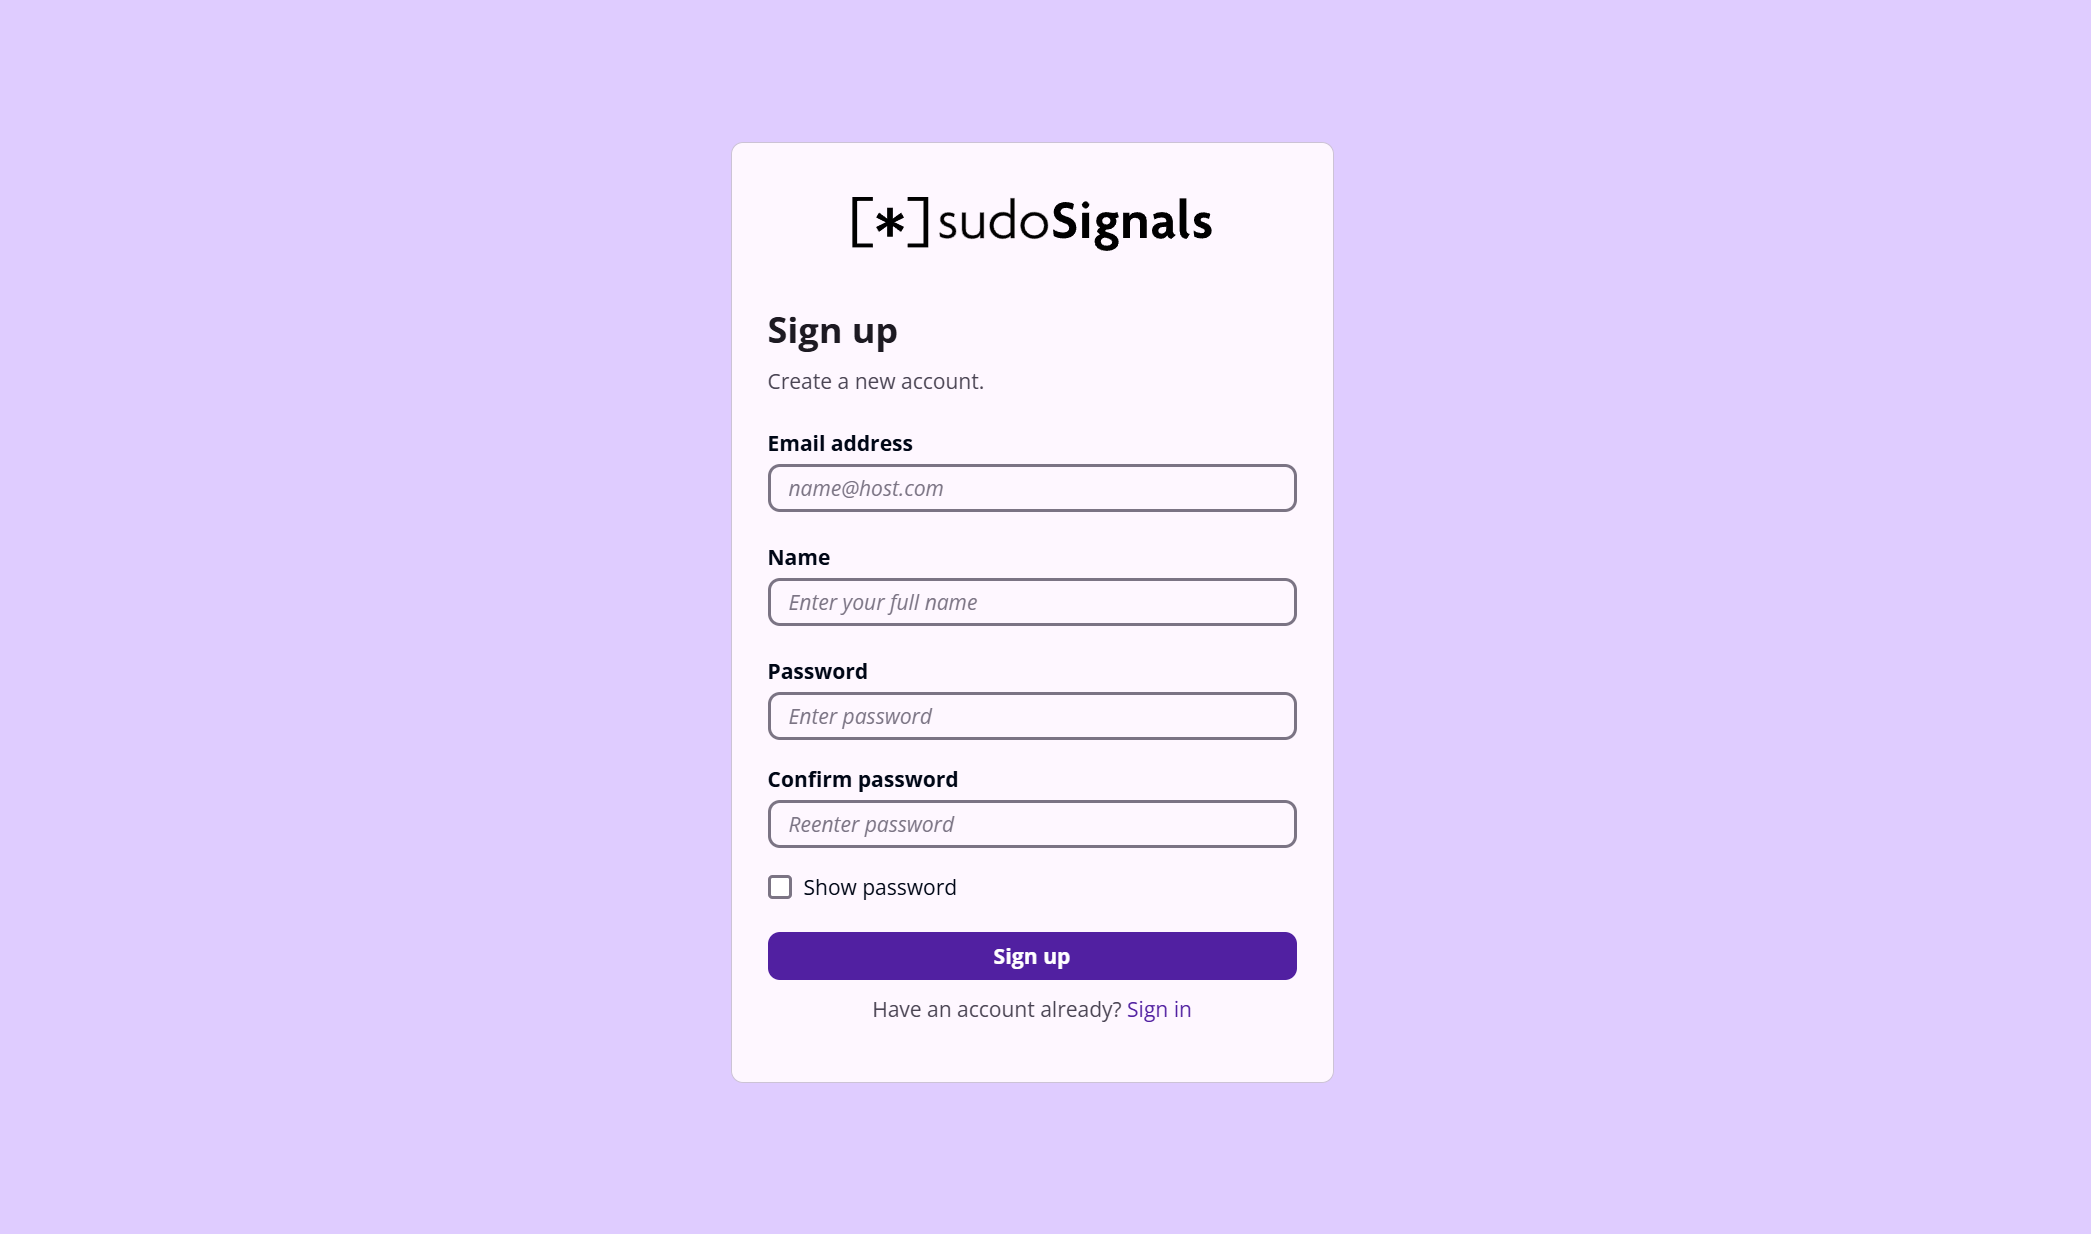 [*] sudoSignals
Sign up
Create a new account.
Email address
name@host.com
Name
Enter your full name
Password
Enter password
Confirm password
Reenter password
Show password
Sign up
Have an account already? Sign in